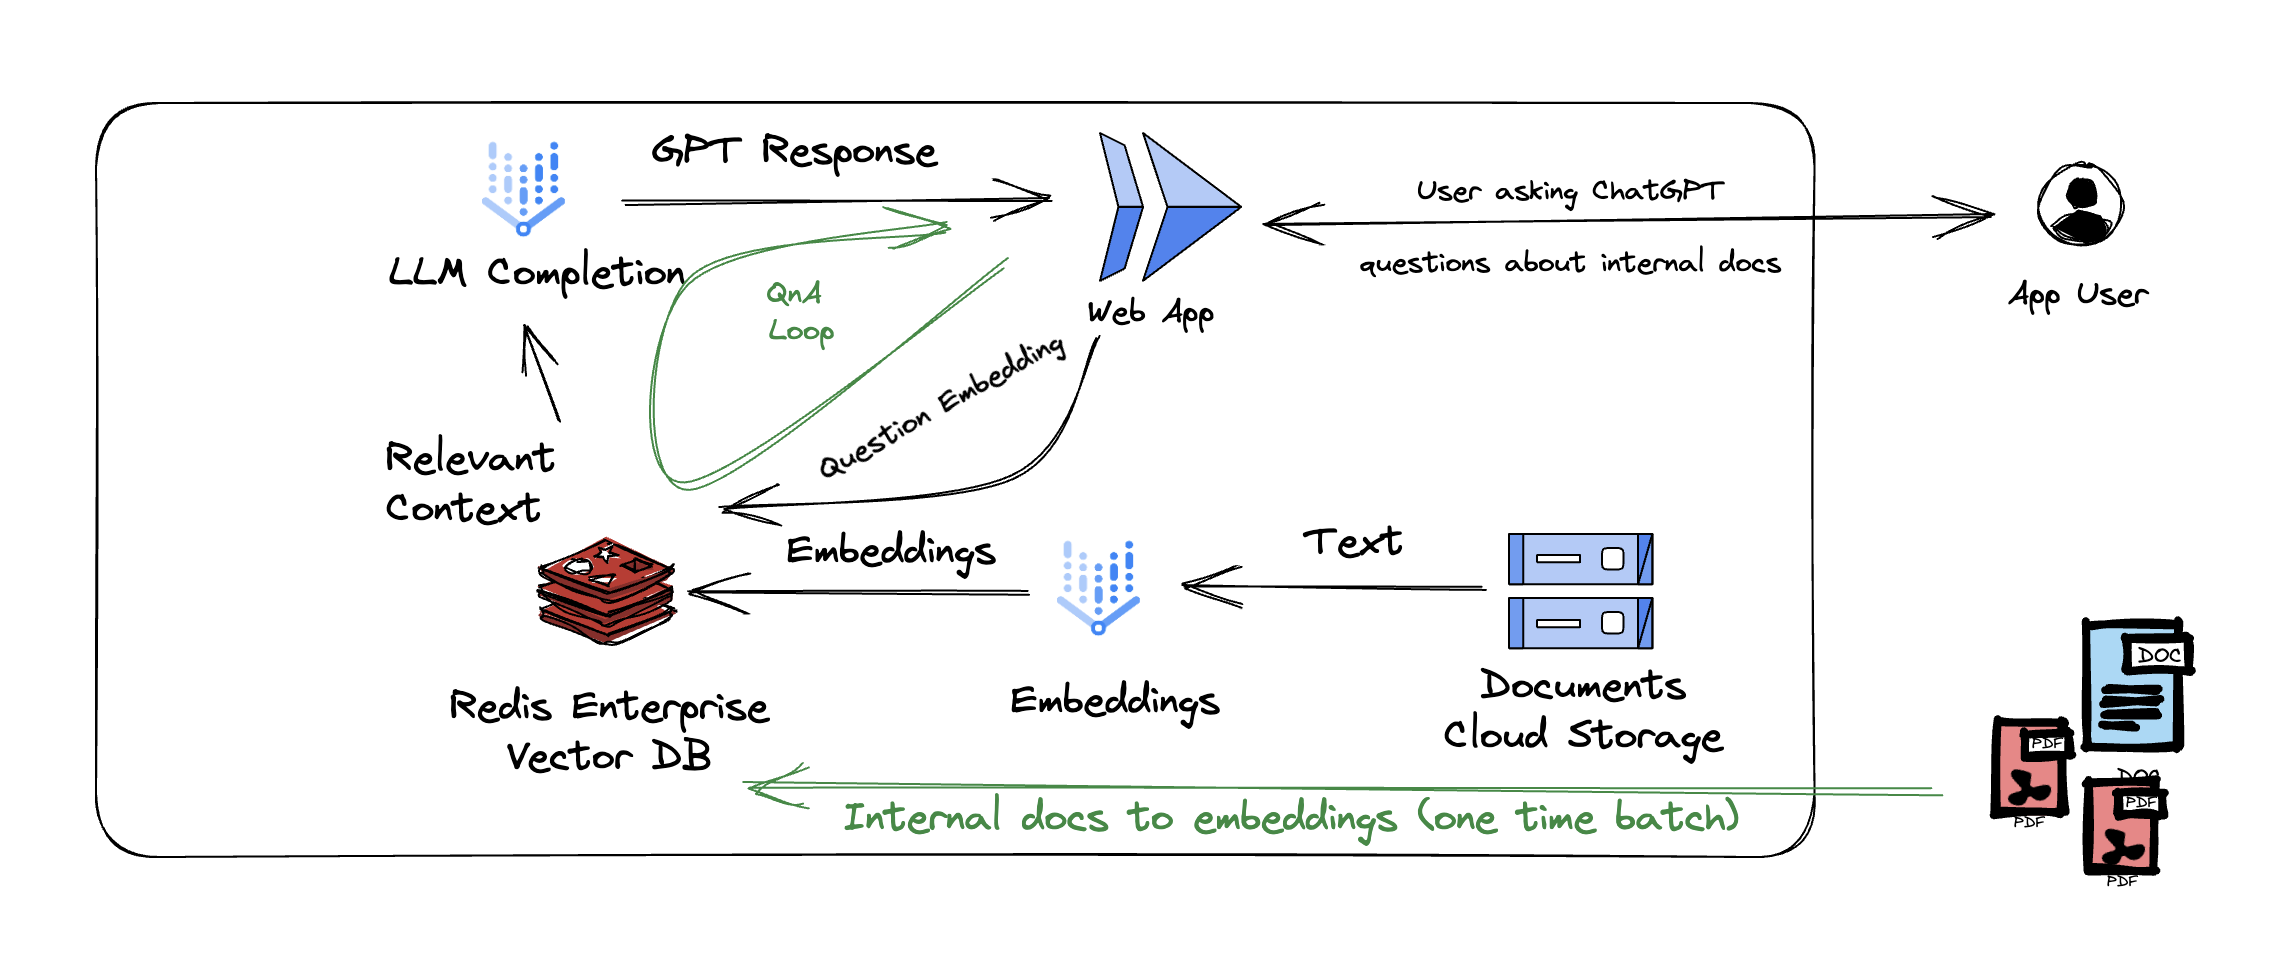 GPT Response
LLM Completion
QnA
Loop
Web App
User asking ChatGPT
questions about internal docs
App User
Question Embedding
Relevant
Context
Embeddings
Text
Redis Enterprise
Vector DB
Embeddings
Documents
Cloud Storage
Internal docs to embeddings (one time batch)
DOC
DOC
PDF
PDF
PDF
PDF